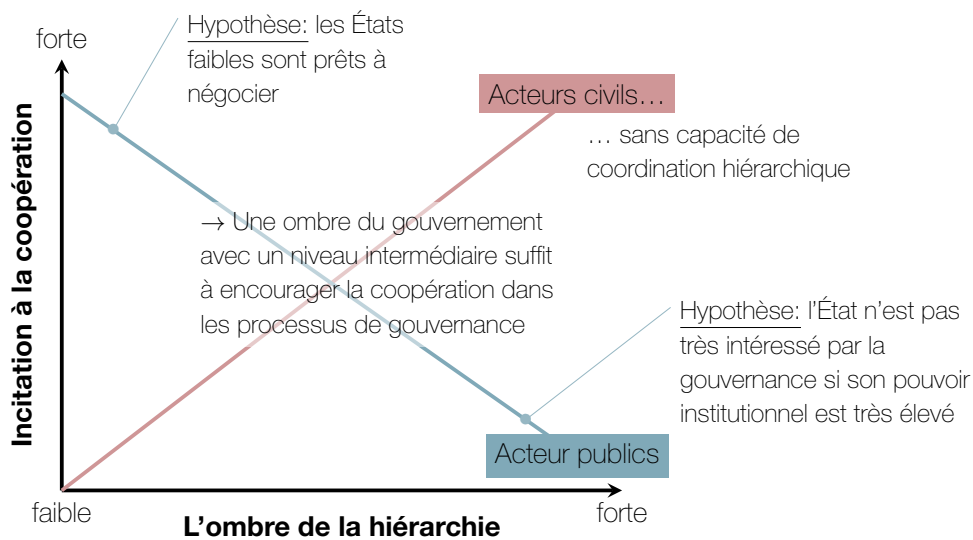 forte
Incitation à la coopération
Hypothèse: les États
faibles sont prêts à
négocier
Acteurs civils…
… sans capacité de
coordination hiérarchique
→ Une ombre du gouvernement
avec un niveau intermédiaire suffit
à encourager la coopération dans
les processus de gouvernance
Hypothèse: l'État n'est pas
très intéressé par la
gouvernance si son pouvoir
institutionnel est très élevé
Acteur publics
faible
L'ombre de la hiérarchie
forte